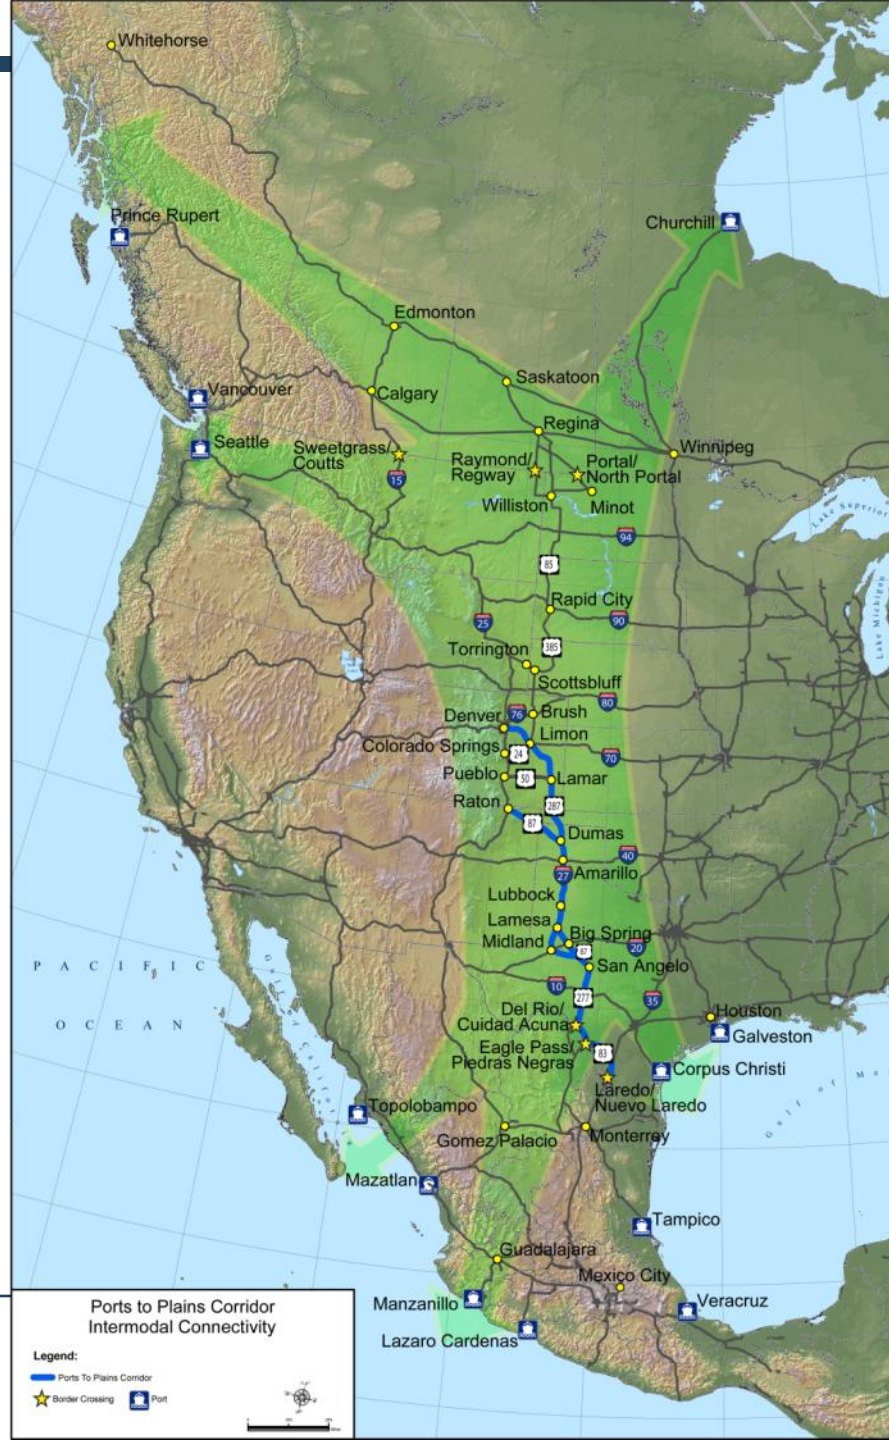 Whitehorse
Prince Rupert
Churchill
Edmonton
Saskatoon
Vancouver
Calgary
Regina
Seattle
Sweetgrass/
Coutts
Winnipeg
Raymond/
Regway
Portal/
North Portal
15
Williston
Minot
Lake Superior
94
85
Lake Michigan
Rapid City
25
90
385
Torrington
Scottsbluff
80
Denver
76
Brush
Limon
Colorado Springs
24
70
Pueblo
50
Lamar
Raton
287
87
Dumas
40
Amarillo
27
Lubbock
Lamesa
Big Spring
Midland
87
20
PACIFIC
San Angelo
10
277
35
OCEAN
Del Rio/
Cuidad Acuna
Houston
Galveston
Eagle Pass/
Piedras Negras
83
Corpus Christi
Laredo/
Nuevo Laredo
Gulf of
Topolobampo
Gomez Palacio
Monterrey
Mazatlan
Tampico
Guadalajara
Mexico City
Manzanillo
Veracruz
Lazaro Cardenas
Ports to Plains Corridor
Intermodal Connectivity
Legend:
Ports To Plains Corridor
Border Crossing
Port